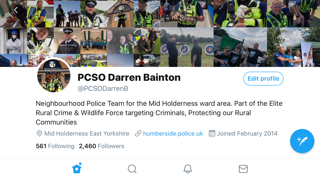 PCSO Darren Bainton
Edit profile
@PCSODarrenB
Neighbourhood Police Team for the Mid Holderness ward area. Part of the Elite
Rural Crime & Wildlife Force targeting Criminals, Protecting our Rural
Communities
Mid Holderness East Yorkshire humberside.police.uk Joined February 2014
561 Following 2,460 Followers